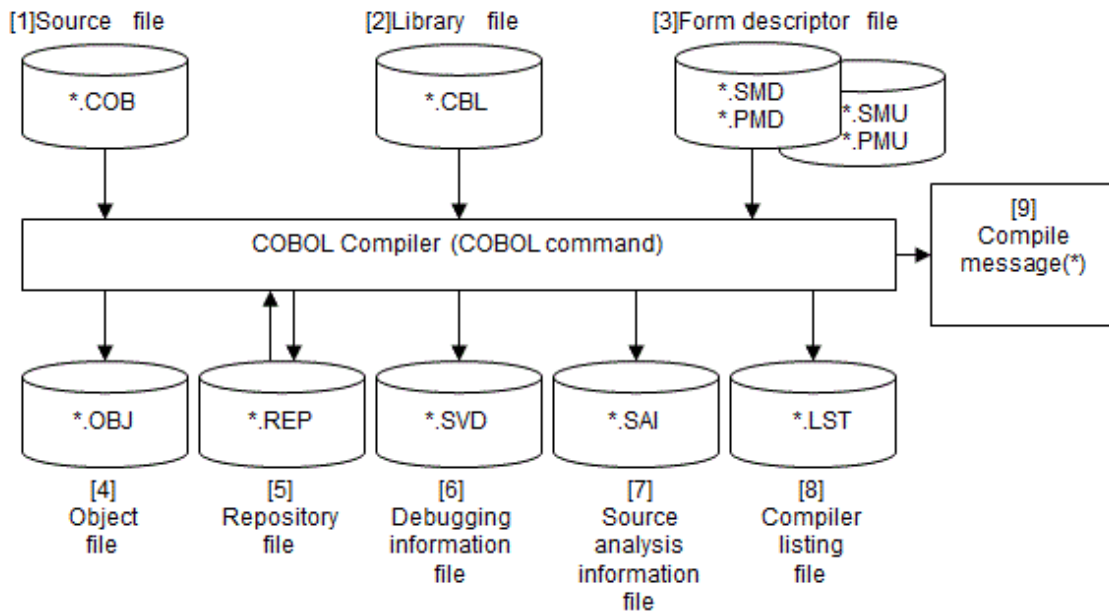 [1]Source file
[2]Library file
[3]Form descriptor file
*.COB
*.CBL
*.SMD
*.PMD
*.SMU
*.PMU
COBOL Compiler (COBOL command)
[9]
Compile
message(*)
*.OBJ
*.REP
*.SVD
*.SAI
*.LST
[4]
Object
file
[5]
Repository
file
[6]
Debugging
information
file
[7]
Source
analysis
information
file
[8]
Compiler
listing
file